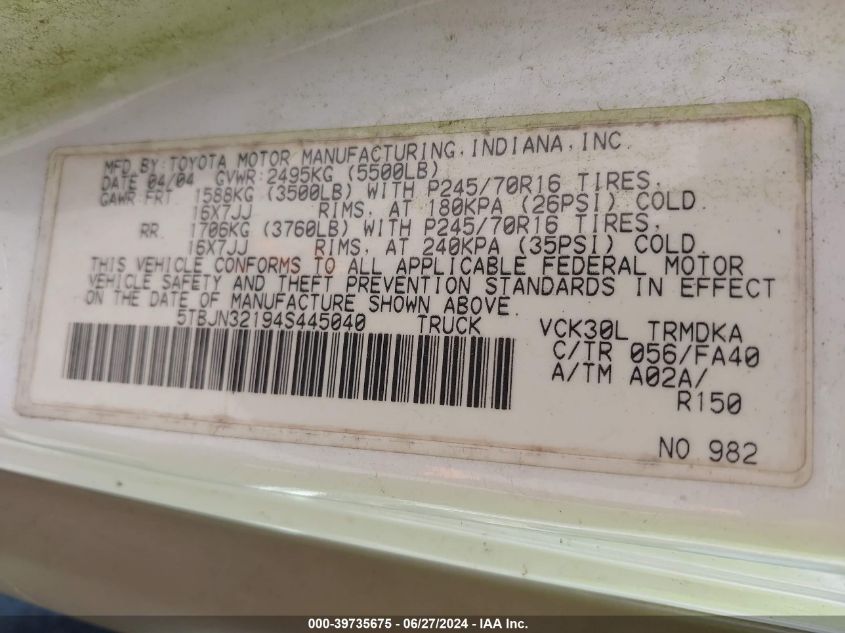 MFD.BY:TOYOTA MOTOR MANUFACTURING,INDIANA,INC.
DATE 04/04 GVWR:2495KG (5500LB)
GAWR:FRT 1588KG (3500LB) WITH P245/70R16 TIRES,
16X7JJ RIMS, AT 180KPA (26PSI) COLD.
RR. 1706KG (3760LB) WITH P245/70R16 TIRES,
16X7JJ RIMS, AT 240KPA (35PSI) COLD.
THIS VEHICLE CONFORMS TO ALL APPLICABLE FEDERAL MOTOR
VEHICLE SAFETY AND THEFT PREVENTION STANDARDS IN EFFECT
ON THE DATE OF MANUFACTURE SHOWN ABOVE.
5TBJN32194S445040 TRUCK VCK30L TRMDKA
C/TR 056/FA40
A/TM A02A/
R150
NO 982
000-39735675 - 06/27/2024 - IAA Inc.